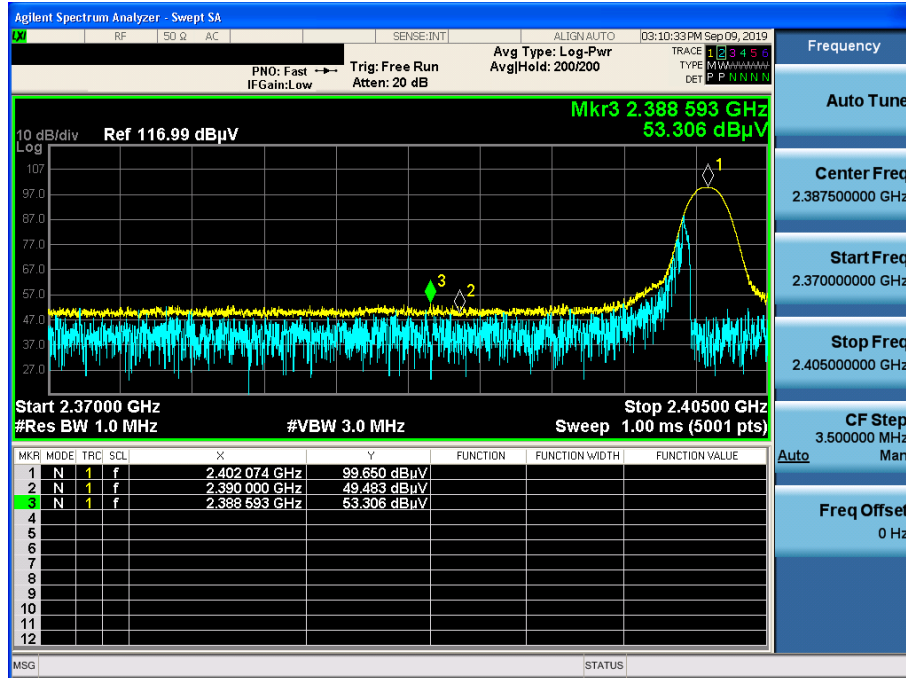 Agilent Spectrum Analyzer - Swept SA
LXI RF 50 Ω AC SENSE:INT ALIGN AUTO 03:10:33 PM Sep 09, 2019
Frequency
PNO: Fast
IFGain:Low
Trig: Free Run
Atten: 20 dB
Avg Type: Log-Pwr
Avg|Hold: 200/200
TRACE 1 2 3 4 5 6
TYPE M W W W W W
DET P P N N N N
Mkr3 2.388 593 GHz
53.306 dBµV
10 dB/div Ref 116.99 dBµV
Log
107
97.0
87.0
77.0
67.0
57.0
47.0
37.0
27.0
1
3
2
Start 2.37000 GHz Stop 2.40500 GHz
#Res BW 1.0 MHz #VBW 3.0 MHz Sweep 1.00 ms (5001 pts)
MKR MODE TRC SCL X Y FUNCTION FUNCTION WIDTH FUNCTION VALUE
1 N 1 f 2.402 074 GHz 99.650 dBµV
2 N 1 f 2.390 000 GHz 49.483 dBµV
3 N 1 f 2.388 593 GHz 53.306 dBµV
4
5
6
7
8
9
10
11
12
MSG STATUS
Auto Tune
Center Freq
2.387500000 GHz
Start Freq
2.370000000 GHz
Stop Freq
2.405000000 GHz
CF Step
3.500000 MHz
Auto Man
Freq Offset
0 Hz